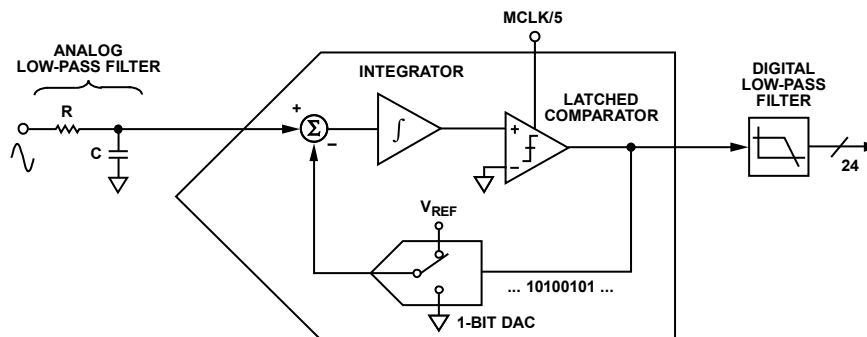 MCLK/5
ANALOG
LOW-PASS FILTER
INTEGRATOR
LATCHED
COMPARATOR
DIGITAL
LOW-PASS
FILTER
R
C
+
Σ
–
∫
+
–
24
VREF
... 10100101 ...
1-BIT DAC